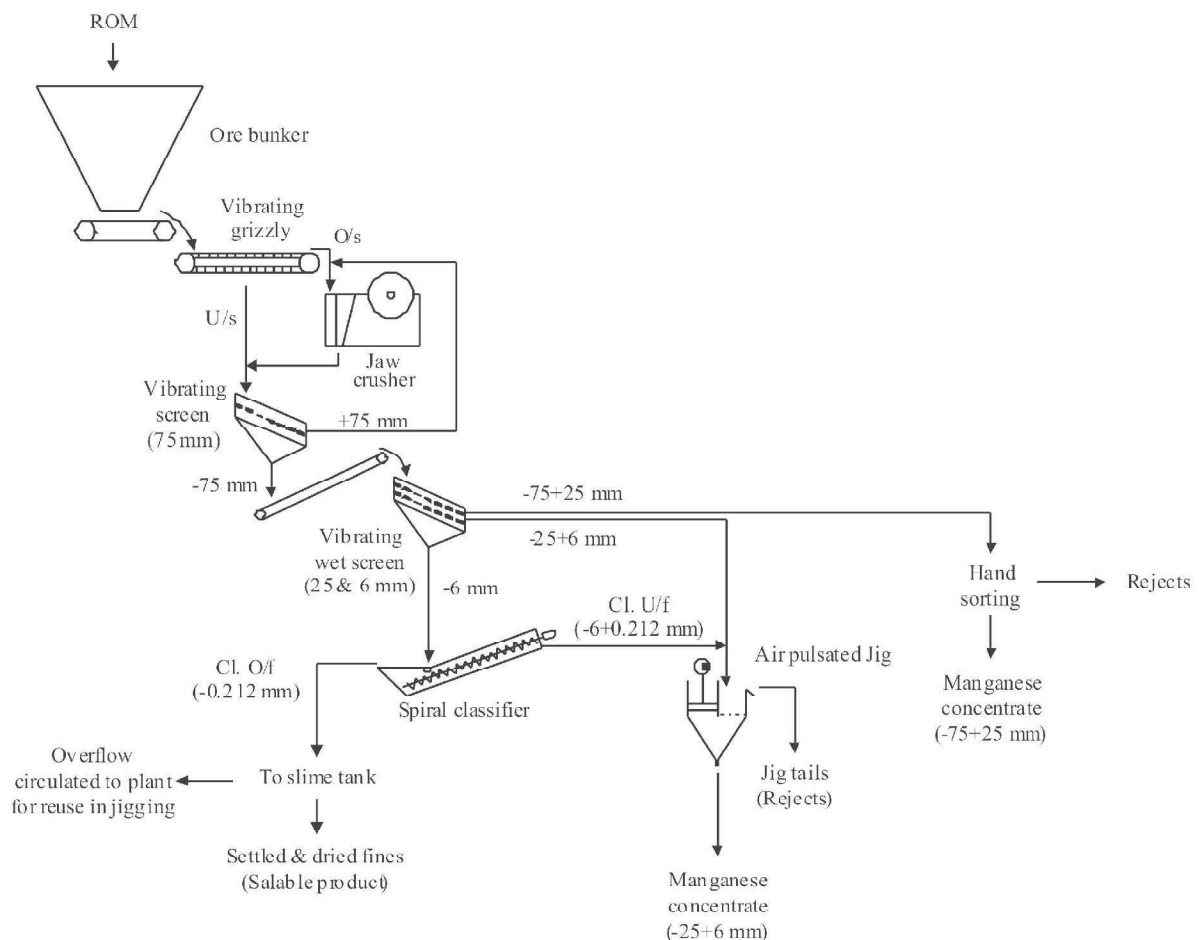 ROM
Ore bunker
Vibrating
grizzly
O/s
U/s
Jaw
crusher
Vibrating
screen
(75mm)
+75 mm
-75 mm
-75+25 mm
-25+6 mm
Vibrating
wet screen
(25 & 6 mm)
-6 mm
Hand
sorting
Rejects
Cl. U/f
(-6+0.212 mm)
Cl. O/f
(-0.212 mm)
Spiral classifier
Air pulsated Jig
Manganese
concentrate
(-75+25 mm)
Overflow
circulated to plant
for reuse in jigging
To slime tank
Jig tails
(Rejects)
Settled & dried fines
(Salable product)
Manganese
concentrate
(-25+6 mm)